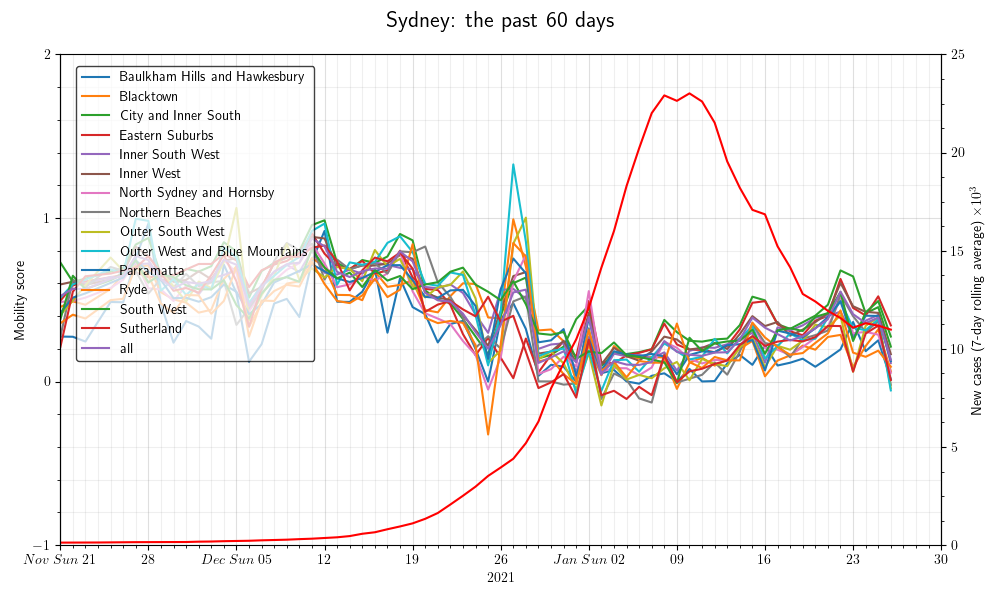 Sydney: the past 60 days
2
1
0
−1
Mobility score
Baulkham Hills and Hawkesbury
Blacktown
City and Inner South
Eastern Suburbs
Inner South West
Inner West
North Sydney and Hornsby
Northern Beaches
Outer South West
Outer West and Blue Mountains
Parramatta
Ryde
South West
Sutherland
all
25
20
15
10
5
0
New cases (7-day rolling average) ×10³
Nov Sun 21 28 Dec Sun 05 12 19 26 Jan Sun 02 09 16 23 30
2021